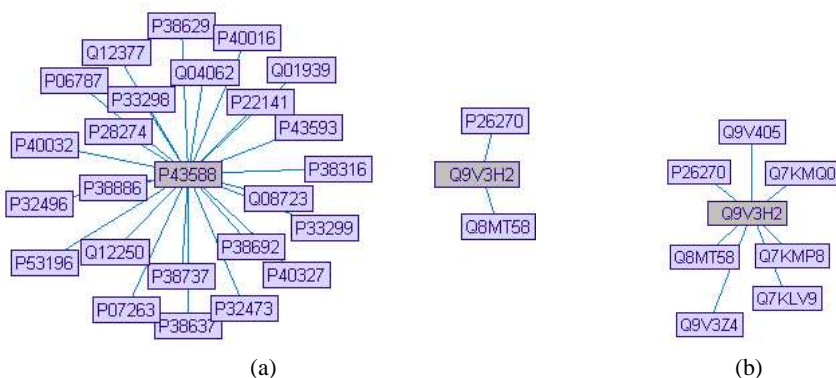 P38629
P40016
Q12377
Q04062
Q01939
P06787
P33298
P22141
P28274
P43593
P40032
P43588
P38316
P38886
Q08723
P32496
P33299
Q12250
P38692
P53196
P38737
P40327
P07263
P32473
P38637
(a)
P26270
Q9V3H2
Q8MT58
Q9V405
P26270
Q7KMQ0
Q9V3H2
Q8MT58
Q7KMP8
Q7KLV9
Q9V3Z4
(b)